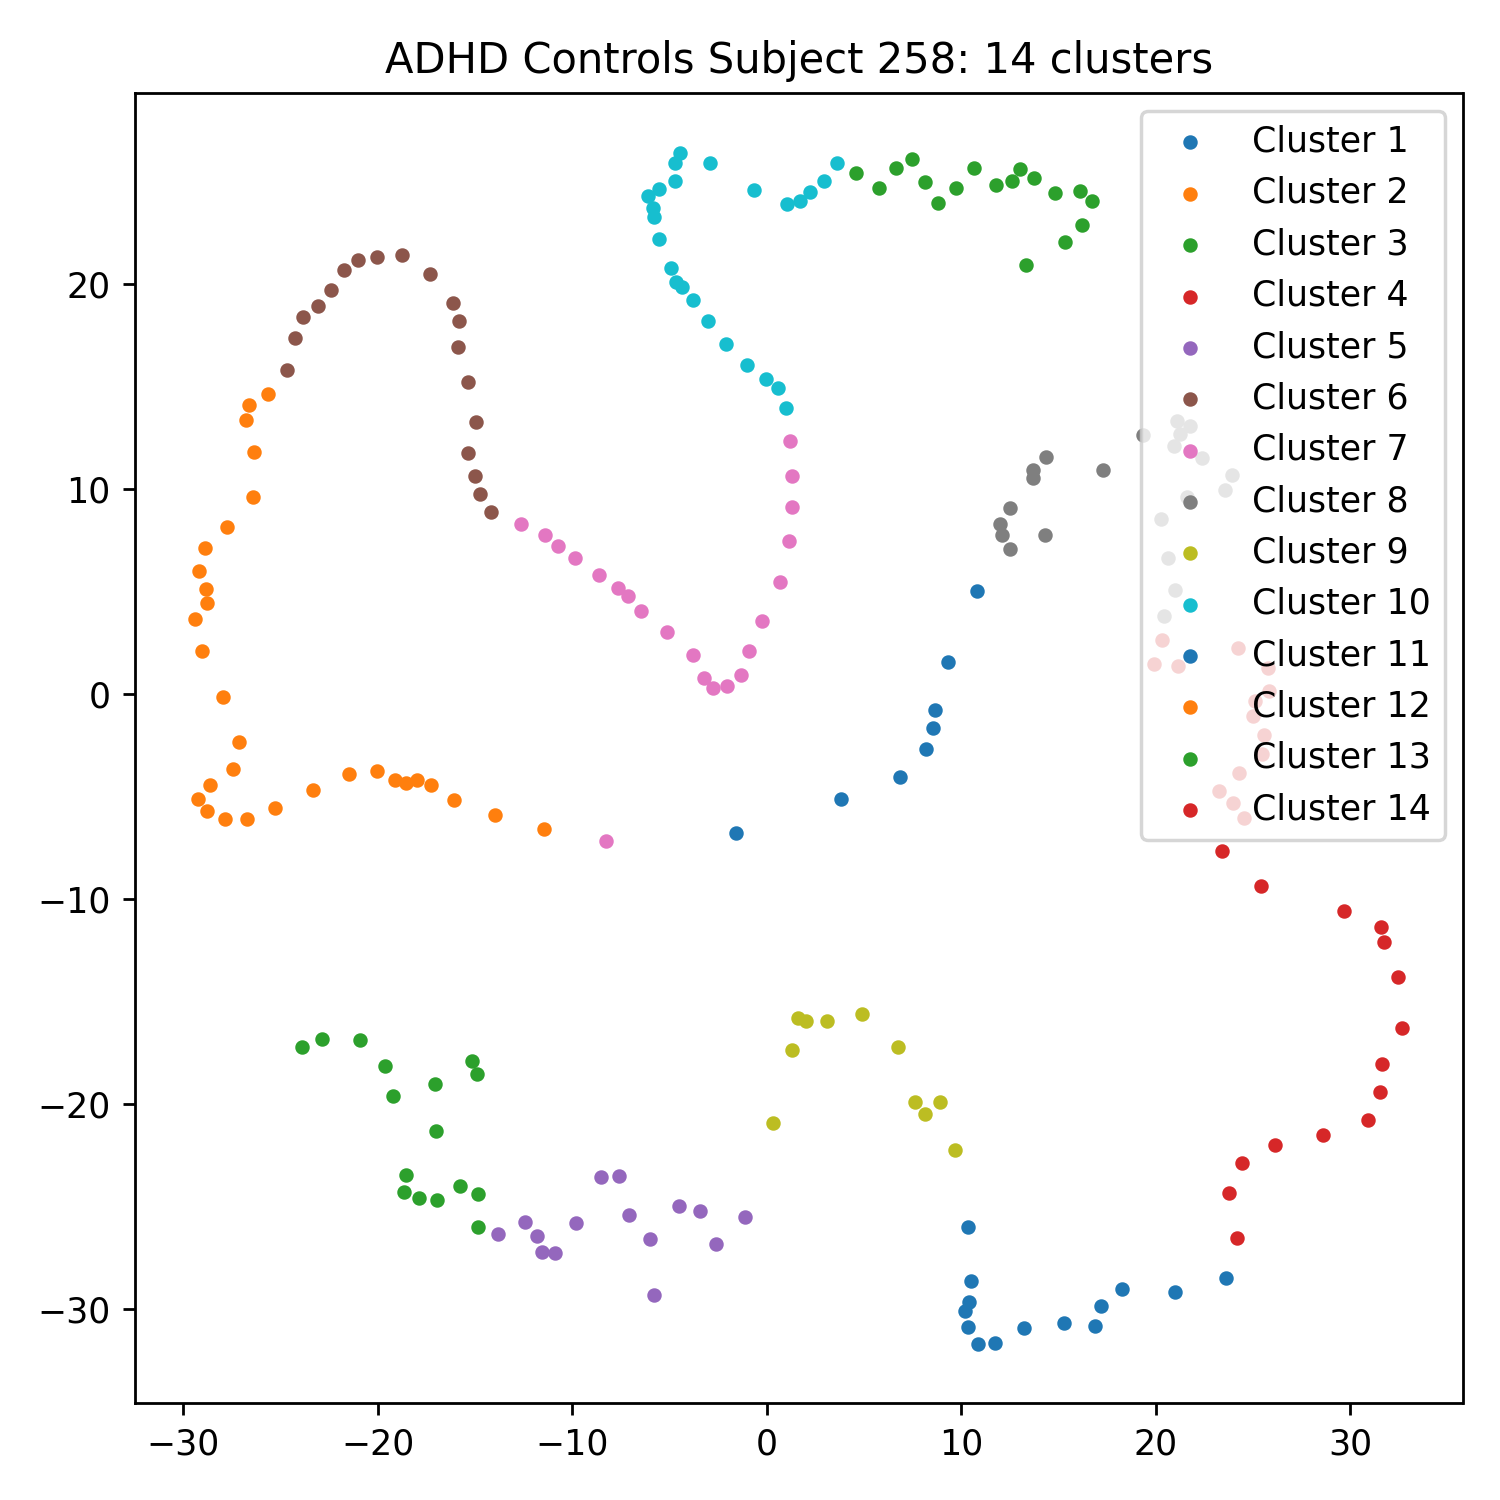 ADHD Controls Subject 258: 14 clusters
Cluster 1
Cluster 2
Cluster 3
Cluster 4
Cluster 5
Cluster 6
Cluster 7
Cluster 8
Cluster 9
Cluster 10
Cluster 11
Cluster 12
Cluster 13
Cluster 14
20
10
0
−10
−20
−30
−30 −20 −10 0 10 20 30